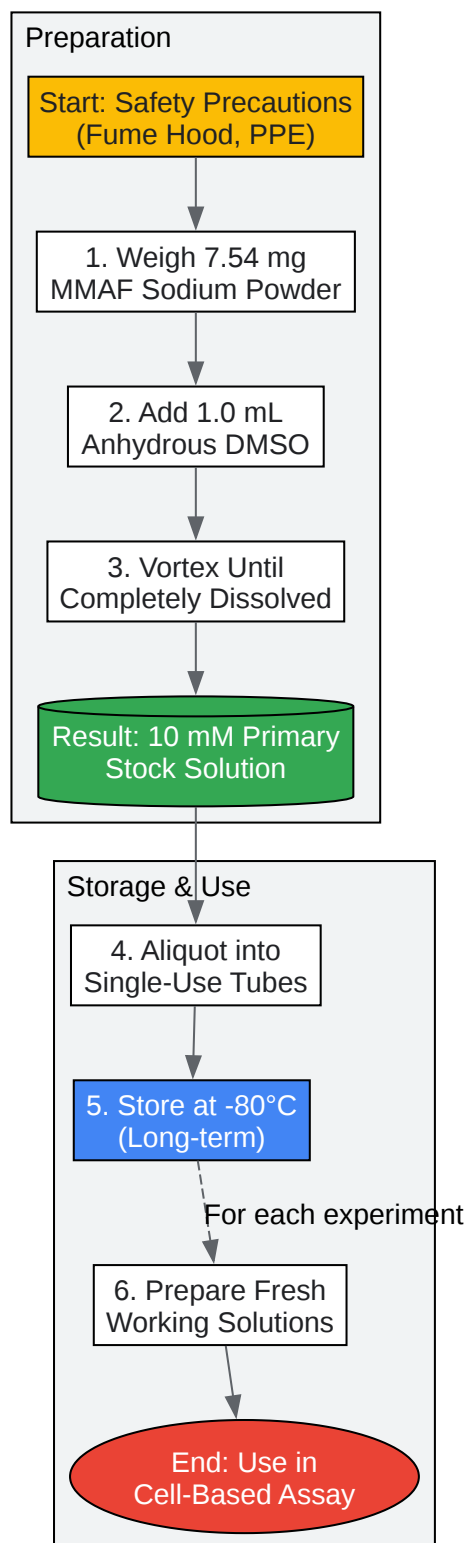 Preparation
Start: Safety Precautions
(Fume Hood, PPE)
1. Weigh 7.54 mg
MMAF Sodium Powder
2. Add 1.0 mL
Anhydrous DMSO
3. Vortex Until
Completely Dissolved
Result: 10 mM Primary
Stock Solution
Storage & Use
4. Aliquot into
Single-Use Tubes
5. Store at -80°C
(Long-term)
For each experiment
6. Prepare Fresh
Working Solutions
End: Use in
Cell-Based Assay